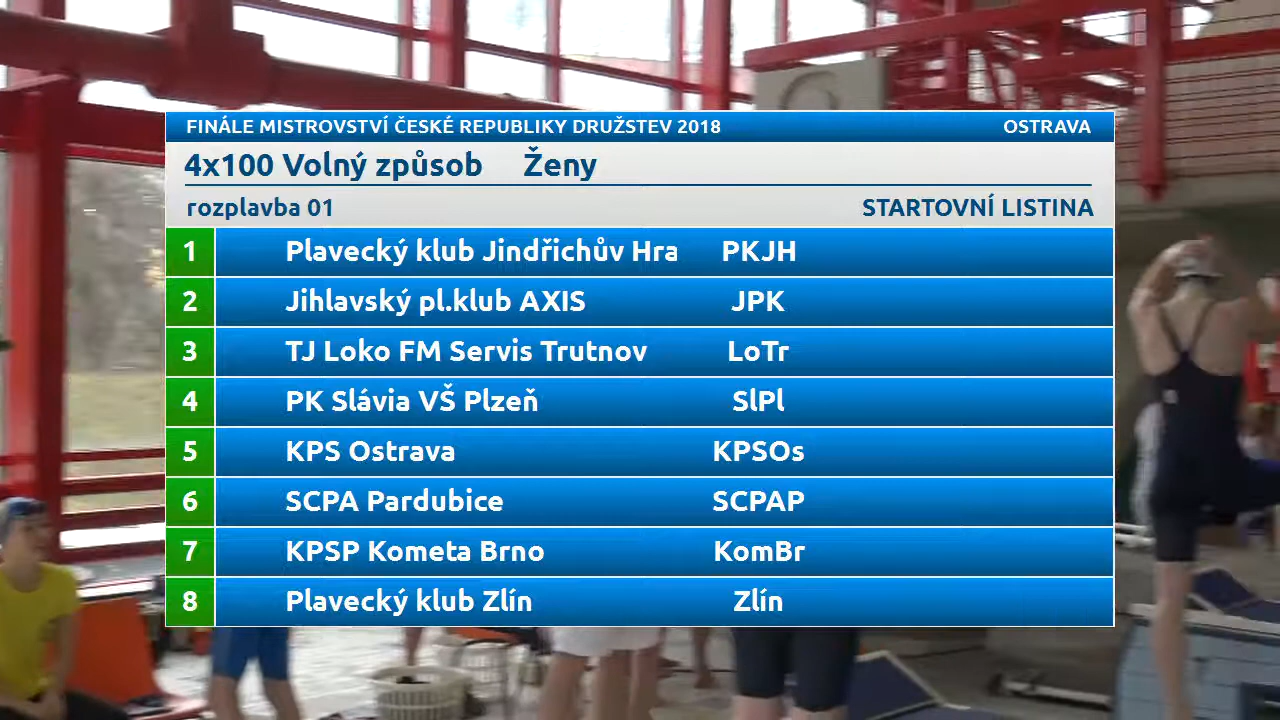 FINÁLE MISTROVSTVÍ ČESKÉ REPUBLIKY DRUŽSTEV 2018 OSTRAVA
4x100 Volný způsob Ženy
rozplavba 01 STARTOVNÍ LISTINA
1 Plavecký klub Jindřichův Hra PKJH
2 Jihlavský pl.klub AXIS JPK
3 TJ Loko FM Servis Trutnov LoTr
4 PK Slávia VŠ Plzeň SlPl
5 KPS Ostrava KPSOs
6 SCPA Pardubice SCPAP
7 KPSP Kometa Brno KomBr
8 Plavecký klub Zlín Zlín